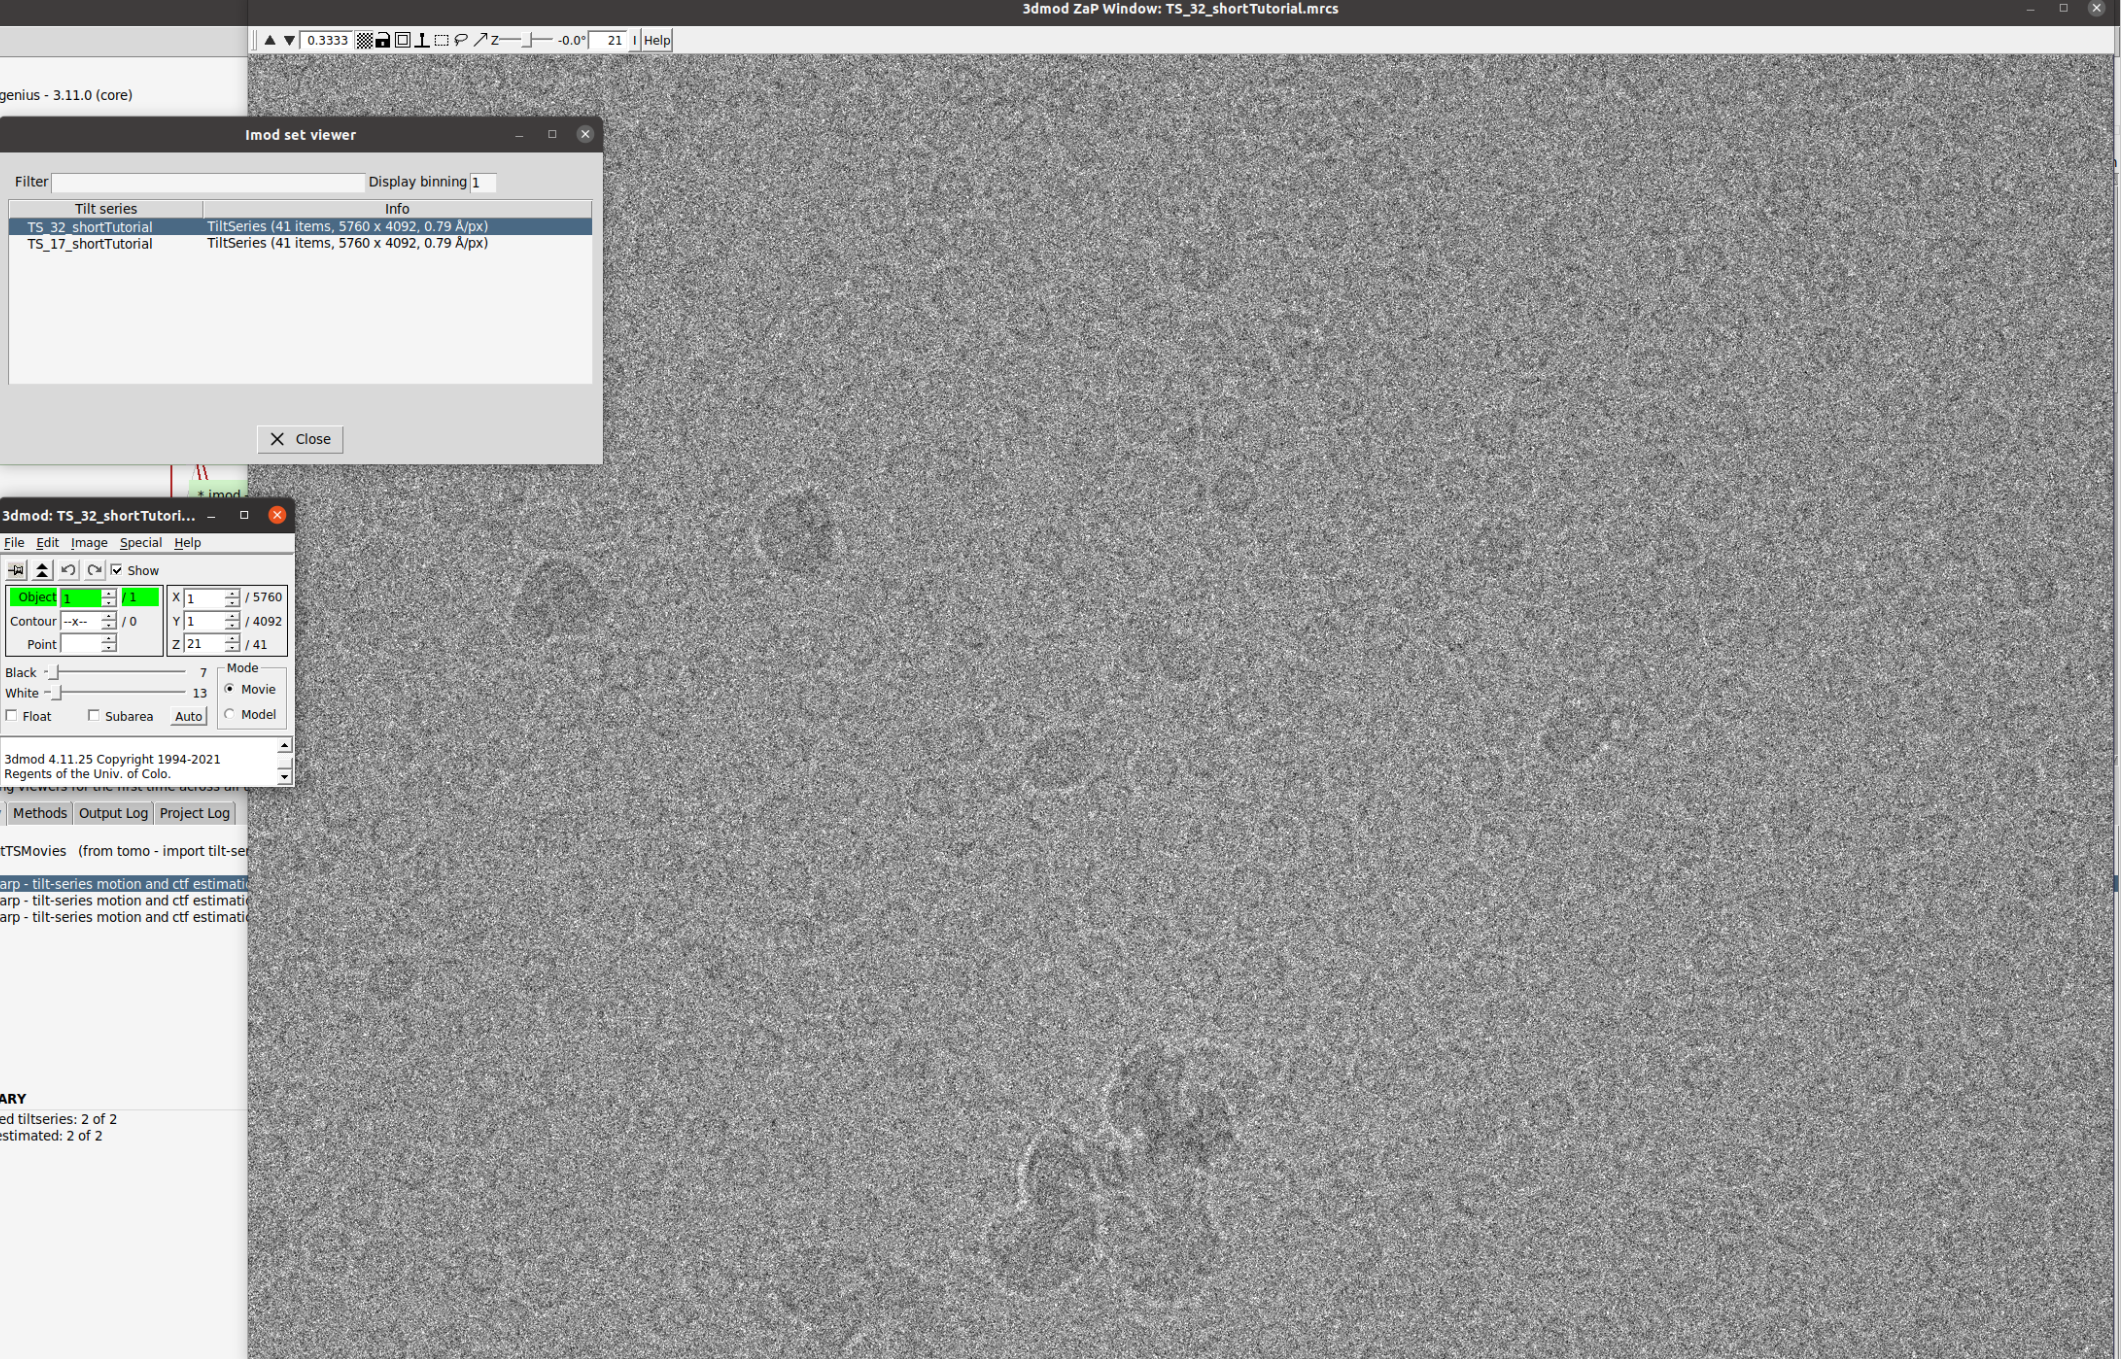 3dmod ZaP Window: TS_32_shortTutorial.mrcs
0.3333 Z -0.0° 21 I Help
genius - 3.11.0 (core)
Imod set viewer
Filter Display binning 1
Tilt series Info
TS_32_shortTutorial TiltSeries (41 items, 5760 x 4092, 0.79 Å/px)
TS_17_shortTutorial TiltSeries (41 items, 5760 x 4092, 0.79 Å/px)
Close
* imod -
3dmod: TS_32_shortTutori...
File Edit Image Special Help
Show
Object 1 / 1 X 1 / 5760
Contour --x-- / 0 Y 1 / 4092
Point Z 21 / 41
Black 7 Mode
White 13 Movie
Float Subarea Auto Model
3dmod 4.11.25 Copyright 1994-2021
Regents of the Univ. of Colo.
Methods Output Log Project Log
tTSMovies (from tomo - import tilt-ser
arp - tilt-series motion and ctf estimatio
arp - tilt-series motion and ctf estimatio
arp - tilt-series motion and ctf estimatio
ARY
ed tiltseries: 2 of 2
estimated: 2 of 2